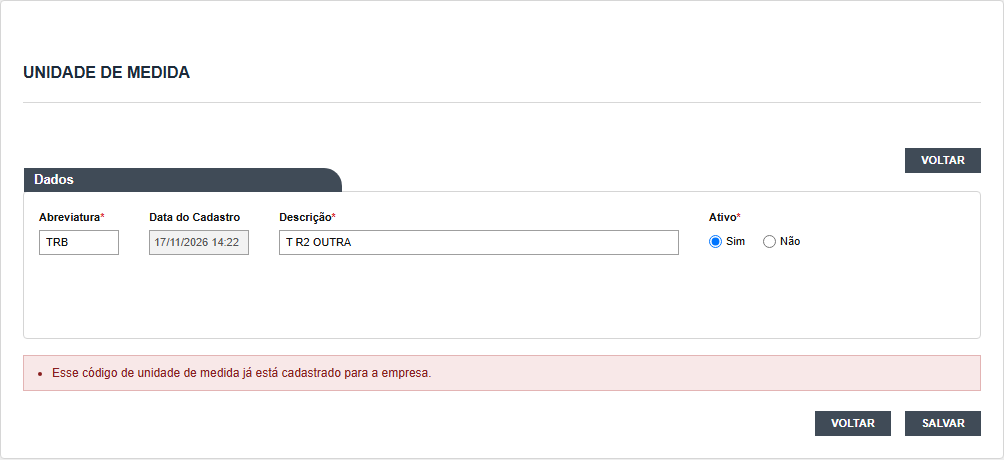 UNIDADE DE MEDIDA
VOLTAR
Dados
Abreviatura* Data do Cadastro Descrição* Ativo*
TRB 17/11/2026 14:22 T R2 OUTRA Sim Não
Esse código de unidade de medida já está cadastrado para a empresa.
VOLTAR SALVAR